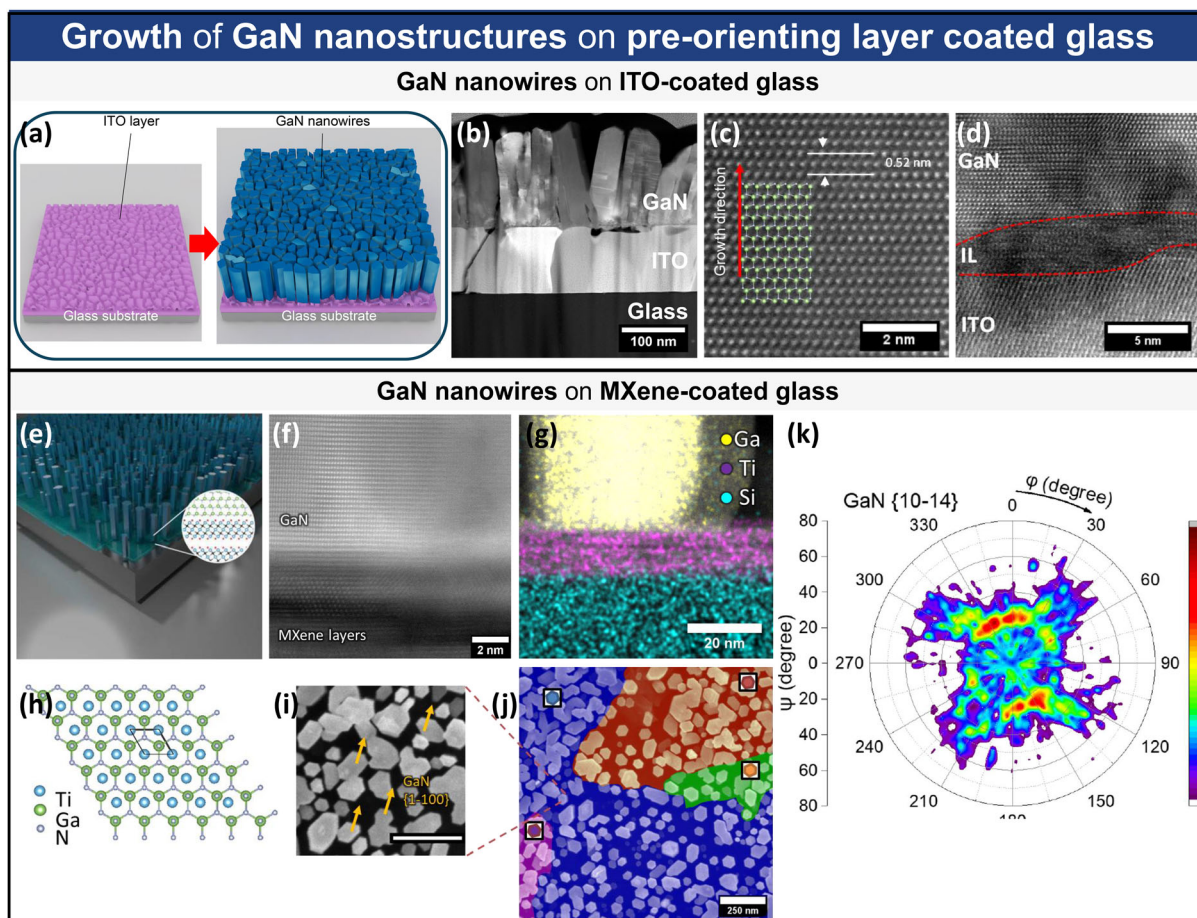 Growth of GaN nanostructures on pre-orienting layer coated glass
GaN nanowires on ITO-coated glass
(a)
ITO layer
GaN nanowires
Glass substrate
Glass substrate
(b)
GaN
ITO
Glass
100 nm
(c)
0.52 nm
Growth direction
2 nm
(d)
GaN
IL
ITO
5 nm
GaN nanowires on MXene-coated glass
(e)
(f)
GaN
MXene layers
2 nm
(g)
Ga
Ti
Si
20 nm
(h)
Ti
Ga
N
(i)
GaN
{1-100}
(j)
250 nm
(k)
GaN {10-14}
φ (degree)
ψ (degree)
80
60
40
20
0
20
40
60
80
0
30
60
90
120
150
180
210
240
270
300
330